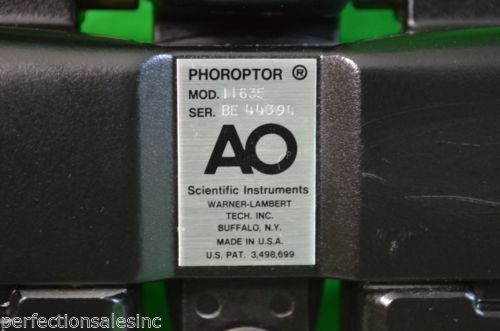 PHOROPTOR ®
MOD. 11635
SER. BE 44394
AO
Scientific Instruments
WARNER-LAMBERT
TECH. INC.
BUFFALO, N.Y.
MADE IN U.S.A.
U.S. PAT. 3,498,699
perfectionsalesinc
perfectionsalesinc